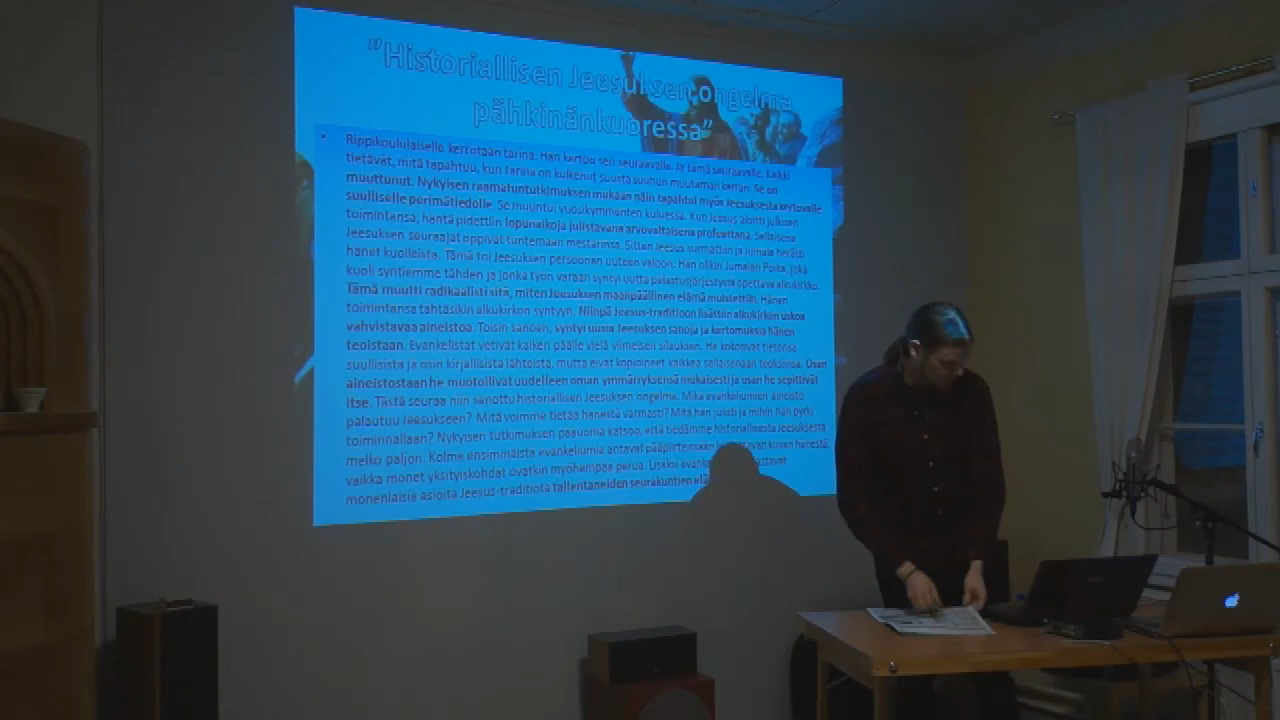 "Historiallisen Jeesuksen ongelma
pähkinänkuoressa"
• Rippikoululaiselle kerrotaan tarina. Hän kertoo sen seuraavalle. Ja tämä seuraavalle. Kaikki
tietävät, mitä tapahtuu, kun tarina on kulkenut suusta suuhun muutaman kerran. Se on
muuttunut. Nykyisen raamatuntutkimuksen mukaan näin tapahtui myös Jeesuksesta kertovalle
suulliselle perimätiedolle. Se muuntui vuosikymmenten kuluessa. Kun Jeesus aloitti julkisen
toimintansa, häntä pidettiin lopunaikoja julistavana arvovaltaisena profeettana. Sellaisena
Jeesuksen seuraajat oppivat tuntemaan mestarinsa. Sitten Jeesus surmattiin ja Jumala herätti
hänet kuolleista. Tämä toi Jeesuksen persoonan uuteen valoon. Hän olikin Jumalan Poika, joka
kuoli syntiemme tähden ja jonka työn varaan syntyi uutta pelastusjärjestystä opettava alkukirkko.
Tämä muutti radikaalisti sitä, miten Jeesuksen maanpäällinen elämä muistettiin. Hänen
toimintansa tähtäsikin alkukirkon syntyyn. Niinpä Jeesus-traditioon lisättiin alkukirkon uskoa
vahvistavaa aineistoa. Toisin sanoen, syntyi uusia Jeesuksen sanoja ja kertomuksia hänen
teoistaan. Evankelistat vetivät kaiken päälle vielä viimeisen silauksen. He kokosivat tietonsa
suullisista ja osin kirjallisista lähteistä, mutta eivät kopioineet kaikkea sellaisenaan teoksiinsa. Osan
aineistostaan he muotoilivat uudelleen oman ymmärryksensä mukaisesti ja osan he sepittivät
itse. Tästä seuraa niin sanottu historiallisen Jeesuksen ongelma. Mikä evankeliumien aineisto
palautuu Jeesukseen? Mitä voimme tietää hänestä varmasti? Mitä hän julisti ja mihin hän pyrki
toiminnallaan? Nykyisen tutkimuksen pääuoma katsoo, että tiedämme historiallisesta Jeesuksesta
melko paljon. Kolme ensimmäistä evankeliumia antavat pääpiirteissään kuvan hänestä,
vaikka monet yksityiskohdat ovatkin myöhempää perua. Lisäksi
monenlaisia asioita Jeesus-traditiota tallentaneiden seurakuntien